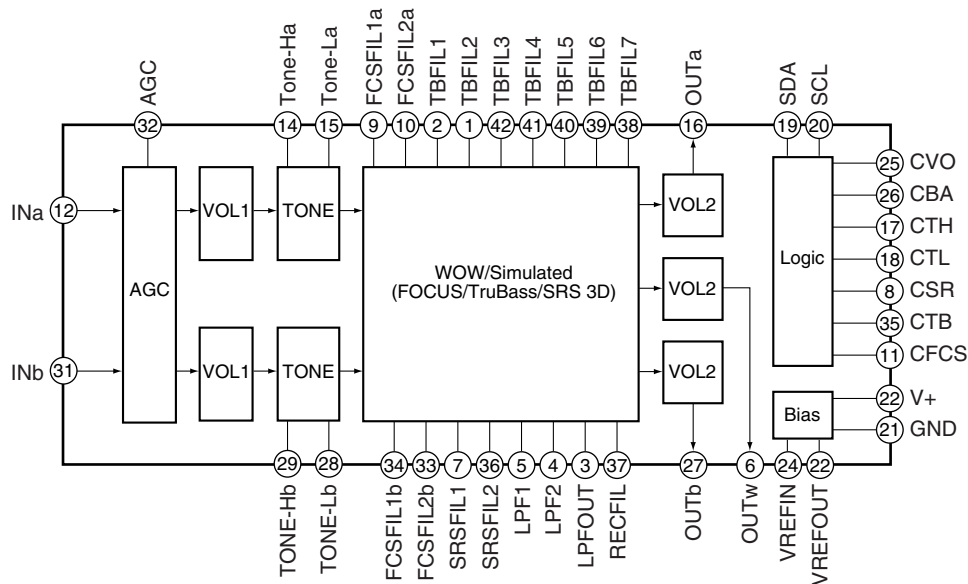 AGC
Tone-Ha
Tone-La
FCSFIL1a
FCSFIL2a
TBFIL1
TBFIL2
TBFIL3
TBFIL4
TBFIL5
TBFIL6
TBFIL7
OUTa
SDA
SCL
32
14
15
9
10
2
1
42
41
40
39
38
16
19
20
INa
12
AGC
VOL1
TONE
WOW/Simulated
(FOCUS/TruBass/SRS 3D)
VOL2
VOL2
VOL2
INb
31
VOL1
TONE
Logic
25 CVO
26 CBA
17 CTH
18 CTL
8 CSR
35 CTB
11 CFCS
Bias
22 V+
21 GND
29
28
34
33
7
36
5
4
3
37
27
6
24
22
TONE-Hb
TONE-Lb
FCSFIL1b
FCSFIL2b
SRSFIL1
SRSFIL2
LPF1
LPF2
LPFOUT
RECFIL
OUTb
OUTw
VREFIN
VREFOUT